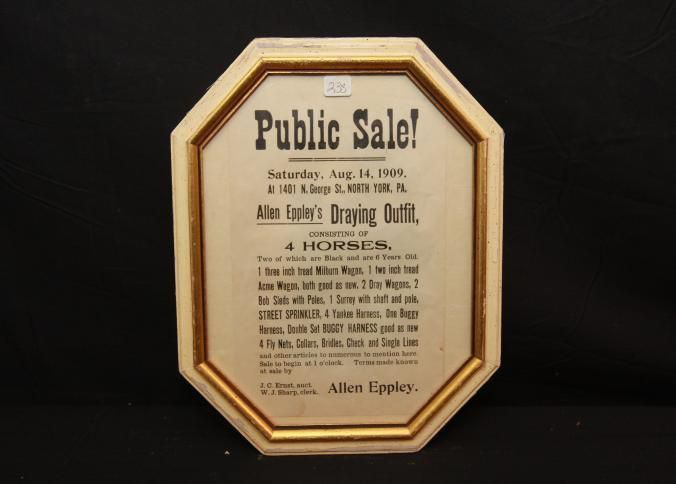 238
Public Sale!
Saturday, Aug. 14, 1909.
At 1401 N. George St., NORTH YORK, PA.
Allen Eppley's Draying Outfit,
CONSISTING OF
4 HORSES,
Two of which are Black and are 6 Years Old.
1 three inch tread Milburn Wagon, 1 two inch tread
Acme Wagon, both good as new, 2 Dray Wagons, 2
Bob Sleds with Poles, 1 Surrey with shaft and pole,
STREET SPRINKLER, 4 Yankee Harness, One Buggy
Harness, Double Set BUGGY HARNESS good as new
4 Fly Nets, Collars, Bridles, Check and Single Lines
and other articles to numerous to mention here.
Sale to begin at 1 o'clock. Terms made known
at sale by
J. C. Ernst, auct.
W. J. Sharp, clerk.
Allen Eppley.